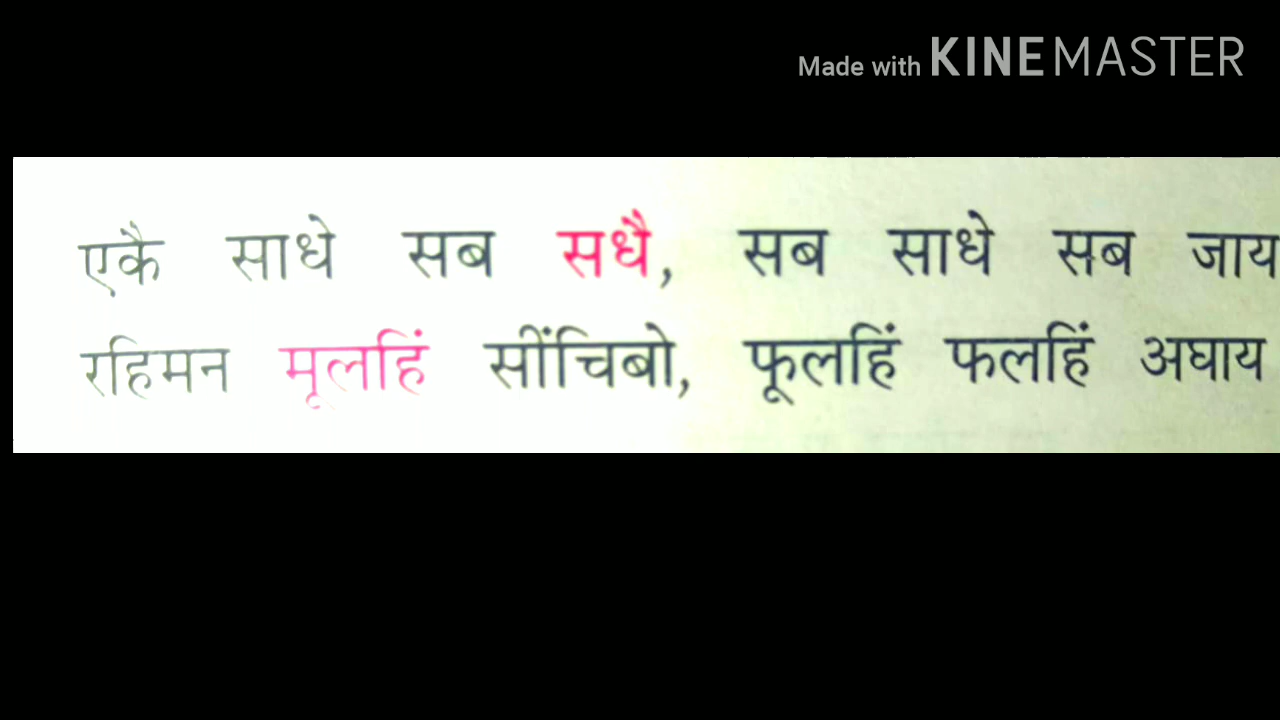 Made with KINEMASTER
एकै साधे सब सधै, सब साधे सब जाय
रहिमन मूलहिं सींचिबो, फूलहिं फलहिं अघाय